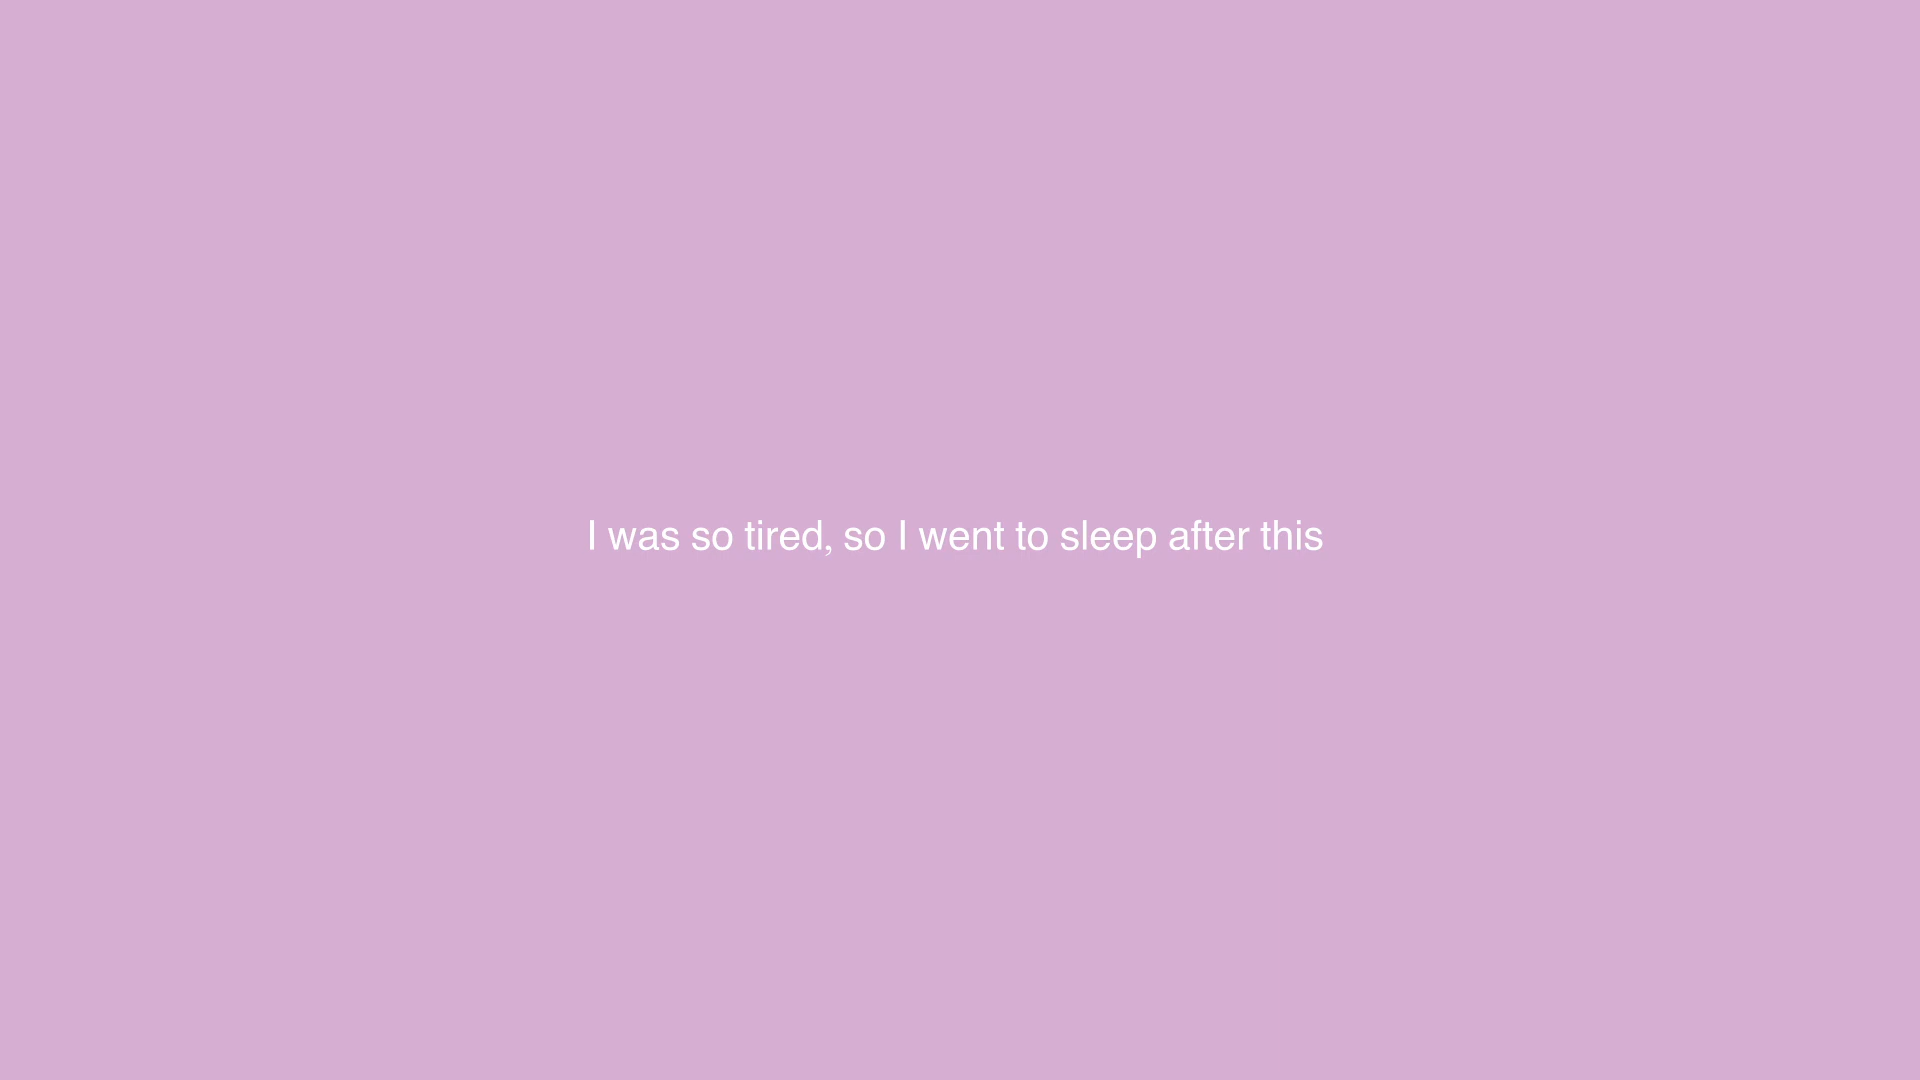 I was so tired, so I went to sleep after this